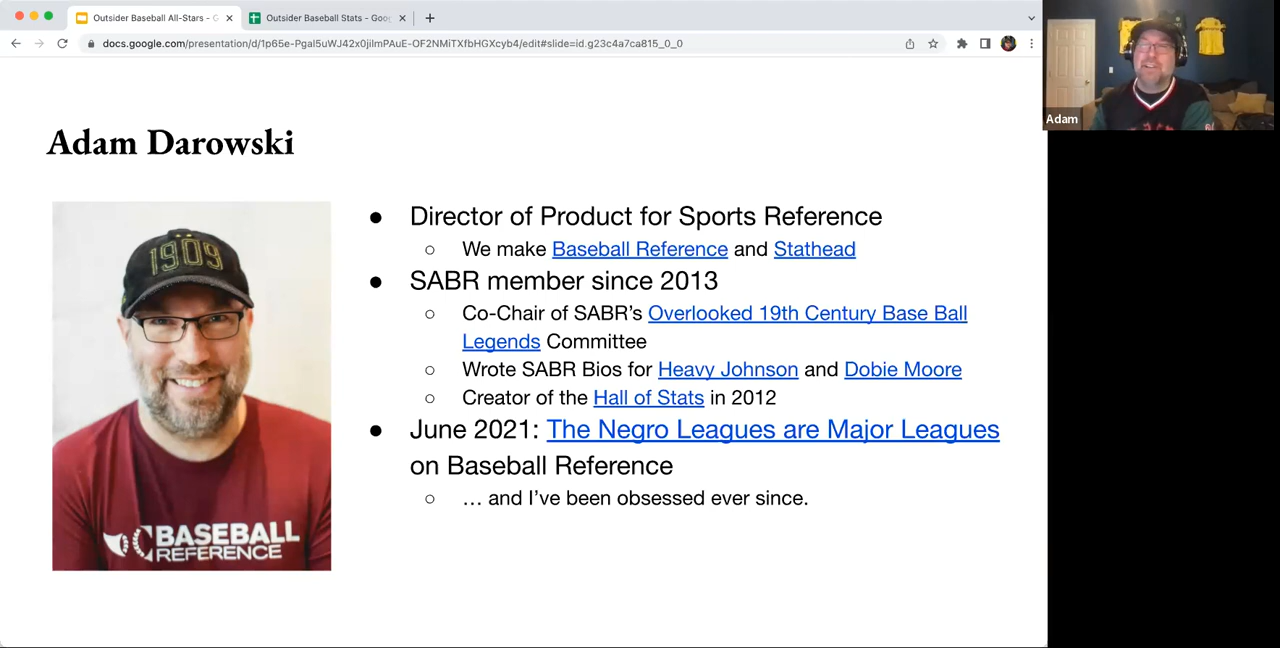 Outsider Baseball All-Stars - G
Outsider Baseball Stats - Goog
docs.google.com/presentation/d/1p65e-Pgal5uWJ42x0jilmPAuE-OF2NMiTXfbHGXcyb4/edit#slide=id.g23c4a7ca815_0_0
Adam
Adam Darowski
1909
BASEBALL
REFERENCE
● Director of Product for Sports Reference
○ We make Baseball Reference and Stathead
● SABR member since 2013
○ Co-Chair of SABR’s Overlooked 19th Century Base Ball
Legends Committee
○ Wrote SABR Bios for Heavy Johnson and Dobie Moore
○ Creator of the Hall of Stats in 2012
● June 2021: The Negro Leagues are Major Leagues
on Baseball Reference
○ … and I’ve been obsessed ever since.